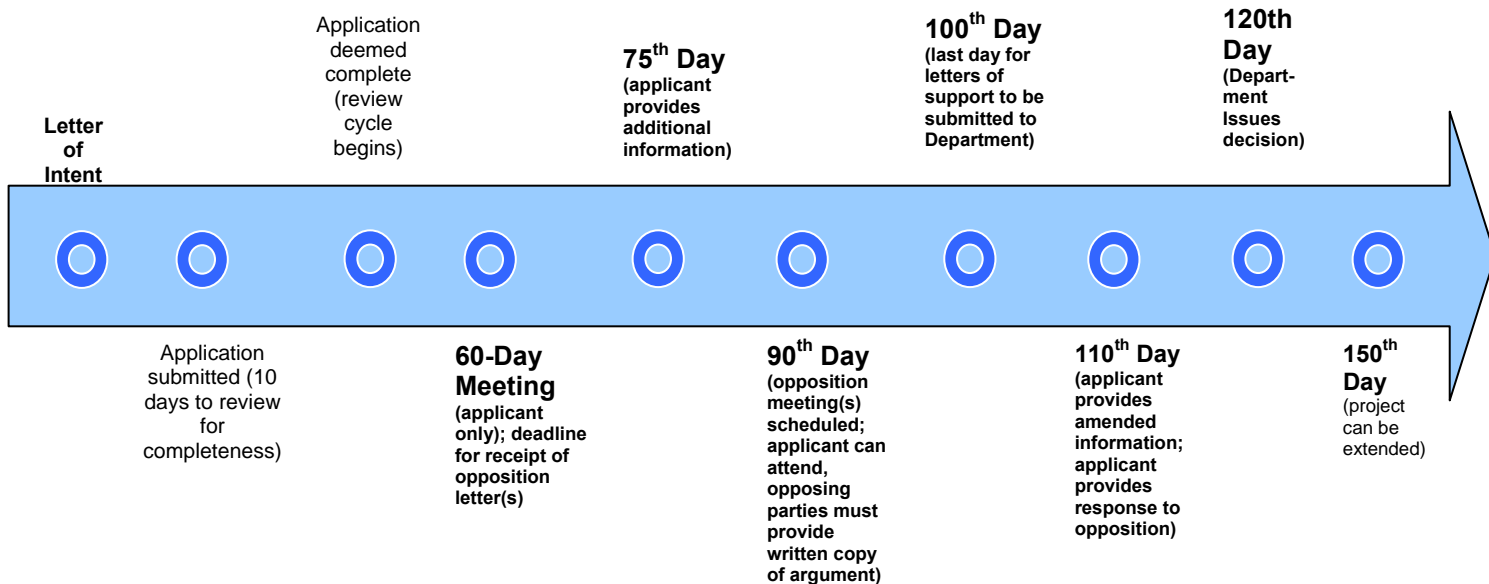 Letter
of
Intent
Application
submitted (10
days to review
for
completeness)
Application
deemed
complete
(review
cycle
begins)
60-Day
Meeting
(applicant
only); deadline
for receipt of
opposition
letter(s)
75th Day
(applicant
provides
additional
information)
90th Day
(opposition
meeting(s)
scheduled;
applicant can
attend,
opposing
parties must
provide
written copy
of argument)
100th Day
(last day for
letters of
support to be
submitted to
Department)
110th Day
(applicant
provides
amended
information;
applicant
provides
response to
opposition)
120th
Day
(Depart-
ment
Issues
decision)
150th
Day
(project
can be
extended)